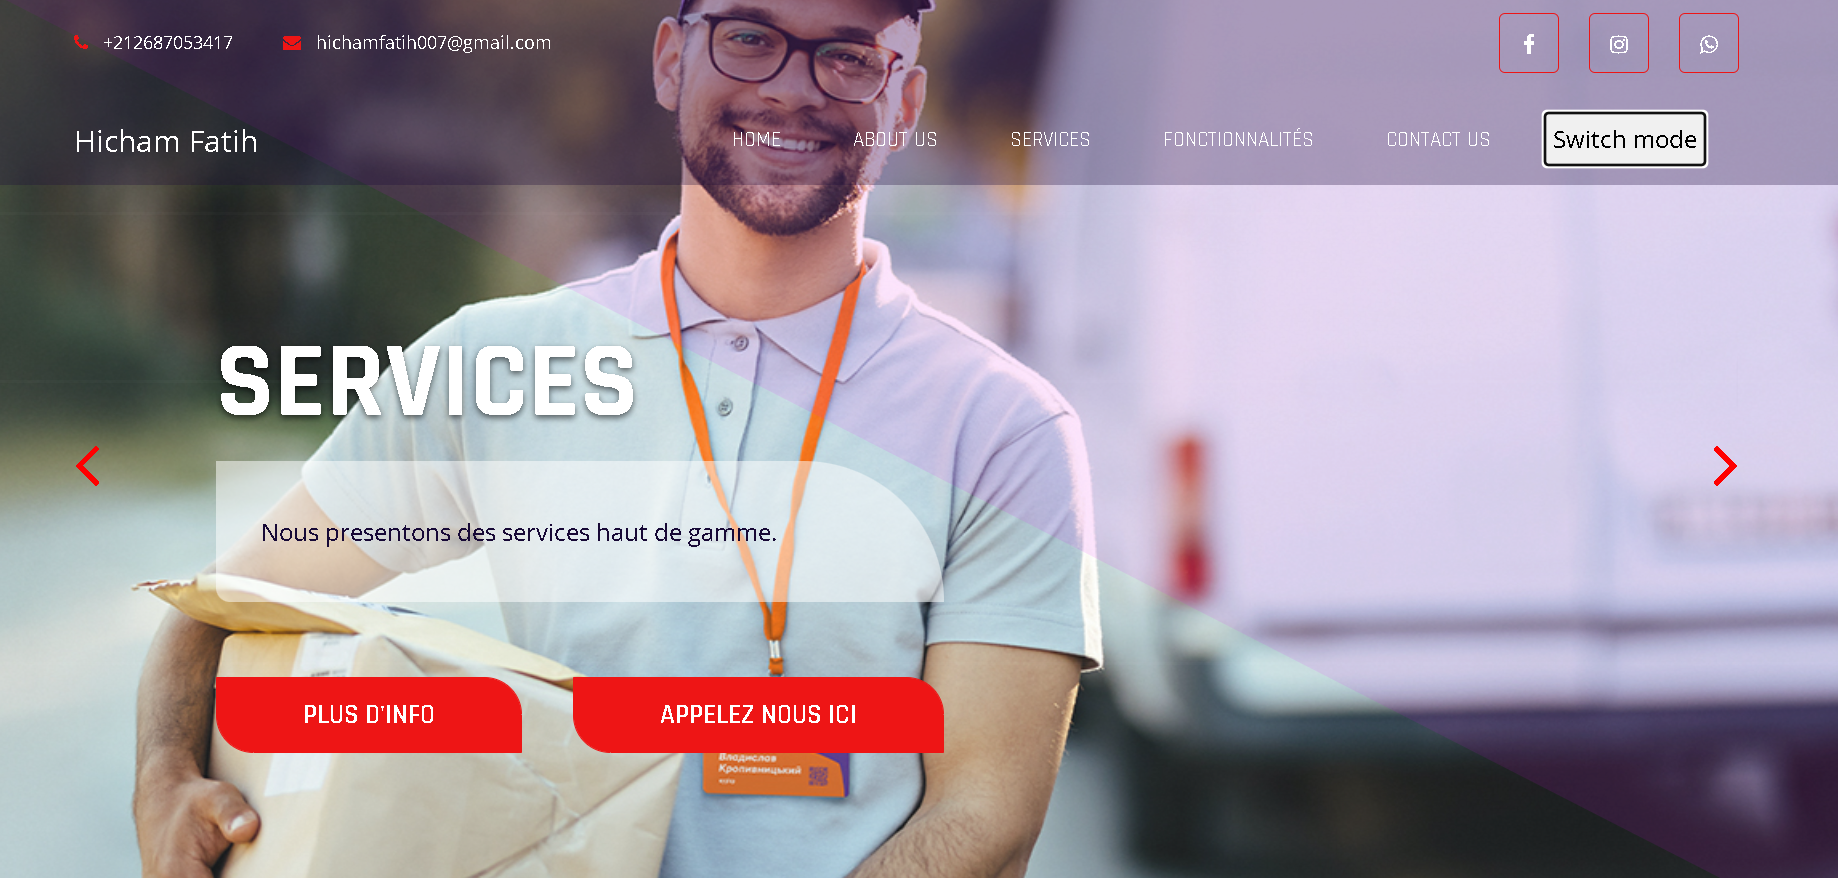 +212687053417
hichamfatih007@gmail.com
Hicham Fatih
HOME
ABOUT US
SERVICES
FONCTIONNALITÉS
CONTACT US
Switch mode
SERVICES
Nous presentons des services haut de gamme.
PLUS D'INFO
APPELEZ NOUS ICI
Владислав
Кропивницький